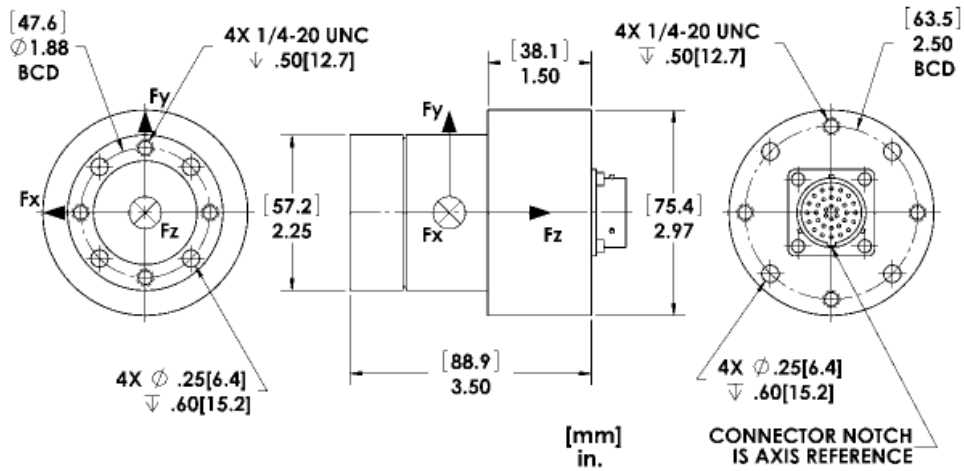 [47.6]
∅1.88
BCD
4X 1/4-20 UNC
↓ .50[12.7]
Fy
Fx
Fz
[38.1]
1.50
Fy
[57.2]
2.25
Fx
Fz
[75.4]
2.97
[88.9]
3.50
4X 1/4-20 UNC
↧ .50[12.7]
[63.5]
2.50
BCD
4X ∅ .25[6.4]
↧ .60[15.2]
4X ∅ .25[6.4]
↧ .60[15.2]
[mm]
in.
CONNECTOR NOTCH
IS AXIS REFERENCE